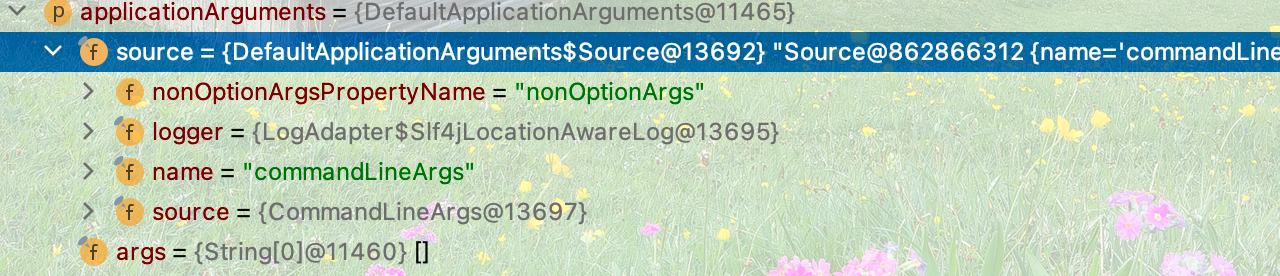 p applicationArguments = {DefaultApplicationArguments@11465}
f source = {DefaultApplicationArguments$Source@13692} "Source@862866312 {name='commandLine
f nonOptionArgsPropertyName = "nonOptionArgs"
f logger = {LogAdapter$Slf4jLocationAwareLog@13695}
f name = "commandLineArgs"
f source = {CommandLineArgs@13697}
f args = {String[0]@11460} []